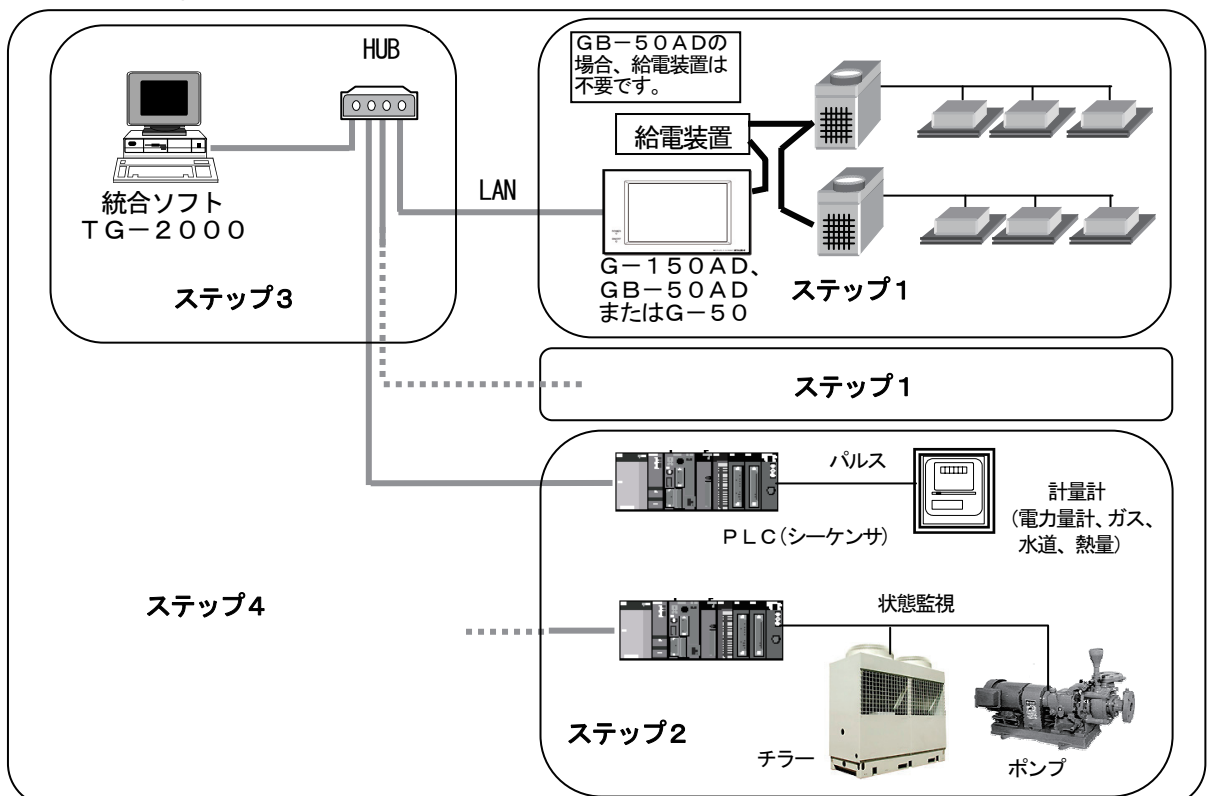 HUB
統合ソフト
TG－2000
ステップ3
LAN
GB－50ADの
場合、給電装置は
不要です。
給電装置
G－150AD、
GB－50AD
またはG－50
ステップ1
ステップ1
パルス
PLC(シーケンサ)
計量計
(電力量計、ガス、
水道、熱量)
ステップ4
状態監視
ステップ2
チラー
ポンプ